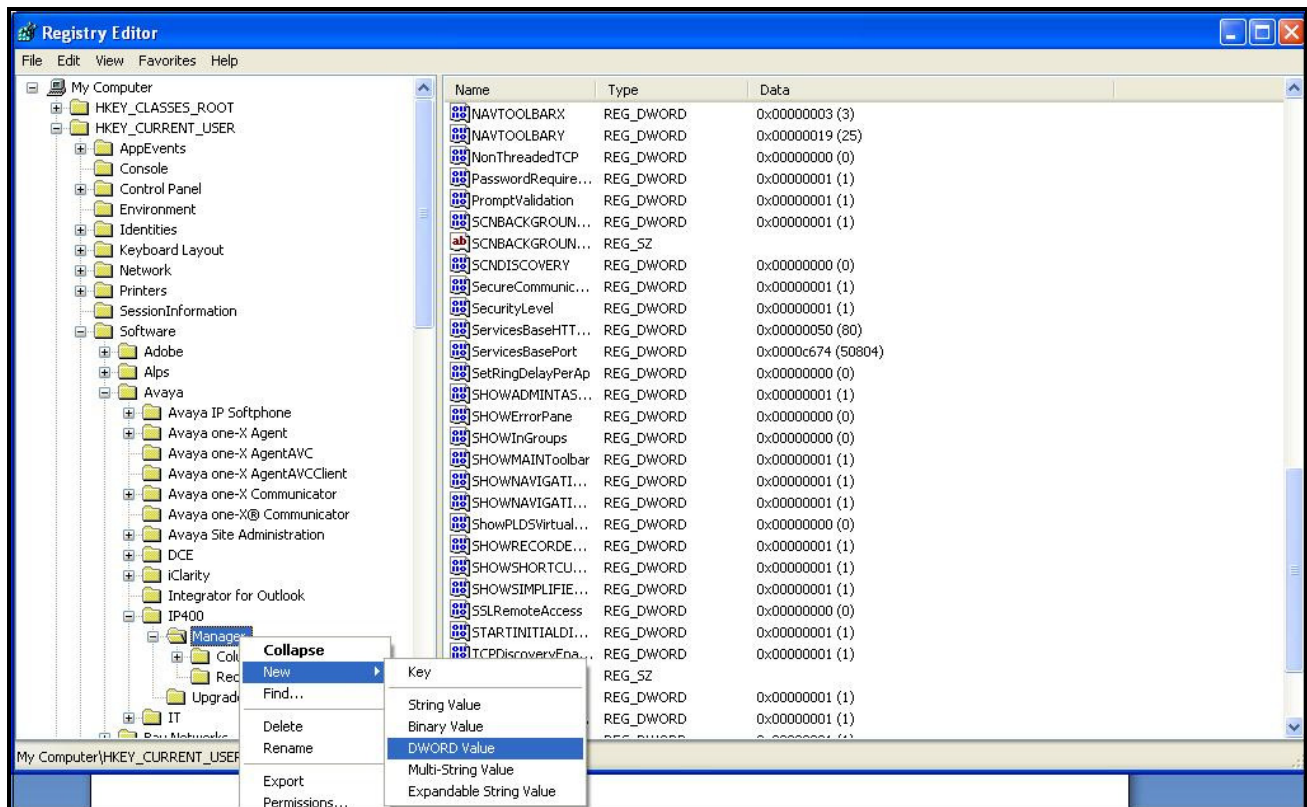 Registry Editor
File Edit View Favorites Help
My Computer
HKEY_CLASSES_ROOT
HKEY_CURRENT_USER
AppEvents
Console
Control Panel
Environment
Identities
Keyboard Layout
Network
Printers
SessionInformation
Software
Adobe
Alps
Avaya
Avaya IP Softphone
Avaya one-X Agent
Avaya one-X AgentAVC
Avaya one-X AgentAVCClient
Avaya one-X Communicator
Avaya one-X® Communicator
Avaya Site Administration
DCE
iClarity
Integrator for Outlook
IP400
Manager
Colu
Rec
Upgrade
IT
Name Type Data
NAVTOOLBARX REG_DWORD 0x00000003 (3)
NAVTOOLBARY REG_DWORD 0x00000019 (25)
NonThreadedTCP REG_DWORD 0x00000000 (0)
PasswordRequire... REG_DWORD 0x00000001 (1)
PromptValidation REG_DWORD 0x00000001 (1)
SCNBACKGROUN... REG_DWORD 0x00000001 (1)
SCNBACKGROUN... REG_SZ
SCNDISCOVERY REG_DWORD 0x00000000 (0)
SecureCommunic... REG_DWORD 0x00000001 (1)
SecurityLevel REG_DWORD 0x00000001 (1)
ServicesBaseHTT... REG_DWORD 0x00000050 (80)
ServicesBasePort REG_DWORD 0x0000c674 (50804)
SetRingDelayPerAp REG_DWORD 0x00000000 (0)
SHOWADMINTAS... REG_DWORD 0x00000001 (1)
SHOWErrorPane REG_DWORD 0x00000000 (0)
SHOWInGroups REG_DWORD 0x00000000 (0)
SHOWMAINToolbar REG_DWORD 0x00000001 (1)
SHOWNAVIGATI... REG_DWORD 0x00000001 (1)
SHOWNAVIGATI... REG_DWORD 0x00000001 (1)
ShowPLDSVirtual... REG_DWORD 0x00000000 (0)
SHOWRECORDE... REG_DWORD 0x00000001 (1)
SHOWSHORTCU... REG_DWORD 0x00000001 (1)
SHOWSIMPLIFIE... REG_DWORD 0x00000001 (1)
SSLRemoteAccess REG_DWORD 0x00000000 (0)
STARTINITIALDI... REG_DWORD 0x00000001 (1)
TCPDiscoveryEna... REG_DWORD 0x00000001 (1)
REG_SZ
REG_DWORD 0x00000001 (1)
REG_DWORD 0x00000001 (1)
Collapse
New
Find...
Delete
Rename
Export
Permissions...
Key
String Value
Binary Value
DWORD Value
Multi-String Value
Expandable String Value
My Computer\HKEY_CURRENT_USER